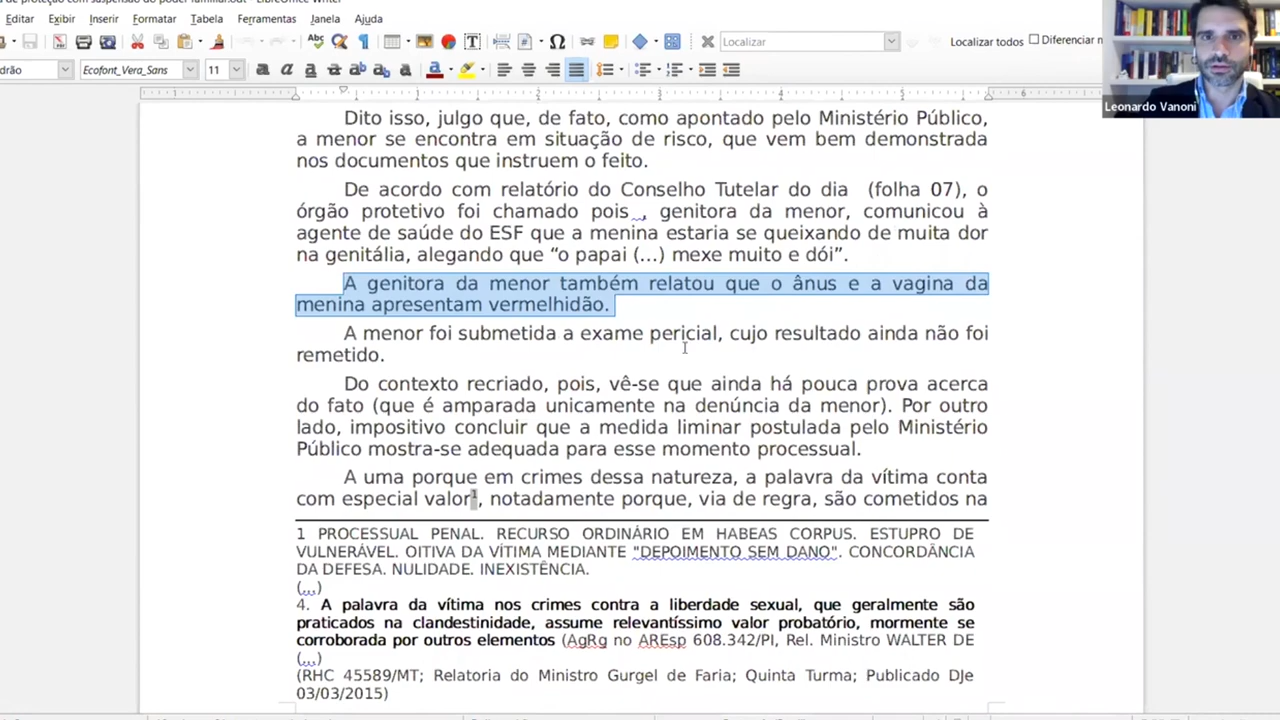 de proteção com suspensão do poder familiar.odt - LibreOffice Writer
Editar Exibir Inserir Formatar Tabela Ferramentas Janela Ajuda
Localizar Localizar todos Diferenciar
Ecofont_Vera_Sans 11
Leonardo Vanoni
Dito isso, julgo que, de fato, como apontado pelo Ministério Público,
a menor se encontra em situação de risco, que vem bem demonstrada
nos documentos que instruem o feito.
De acordo com relatório do Conselho Tutelar do dia (folha 07), o
órgão protetivo foi chamado pois , genitora da menor, comunicou à
agente de saúde do ESF que a menina estaria se queixando de muita dor
na genitália, alegando que “o papai (...) mexe muito e dói”.
A genitora da menor também relatou que o ânus e a vagina da
menina apresentam vermelhidão.
A menor foi submetida a exame pericial, cujo resultado ainda não foi
remetido.
Do contexto recriado, pois, vê-se que ainda há pouca prova acerca
do fato (que é amparada unicamente na denúncia da menor). Por outro
lado, impositivo concluir que a medida liminar postulada pelo Ministério
Público mostra-se adequada para esse momento processual.
A uma porque em crimes dessa natureza, a palavra da vítima conta
com especial valor1, notadamente porque, via de regra, são cometidos na
1 PROCESSUAL PENAL. RECURSO ORDINÁRIO EM HABEAS CORPUS. ESTUPRO DE
VULNERÁVEL. OITIVA DA VÍTIMA MEDIANTE "DEPOIMENTO SEM DANO". CONCORDÂNCIA
DA DEFESA. NULIDADE. INEXISTÊNCIA.
(...)
4. A palavra da vítima nos crimes contra a liberdade sexual, que geralmente são
praticados na clandestinidade, assume relevantíssimo valor probatório, mormente se
corroborada por outros elementos (AgRg no AREsp 608.342/PI, Rel. Ministro WALTER DE
(...)
(RHC 45589/MT; Relatoria do Ministro Gurgel de Faria; Quinta Turma; Publicado DJe
03/03/2015)